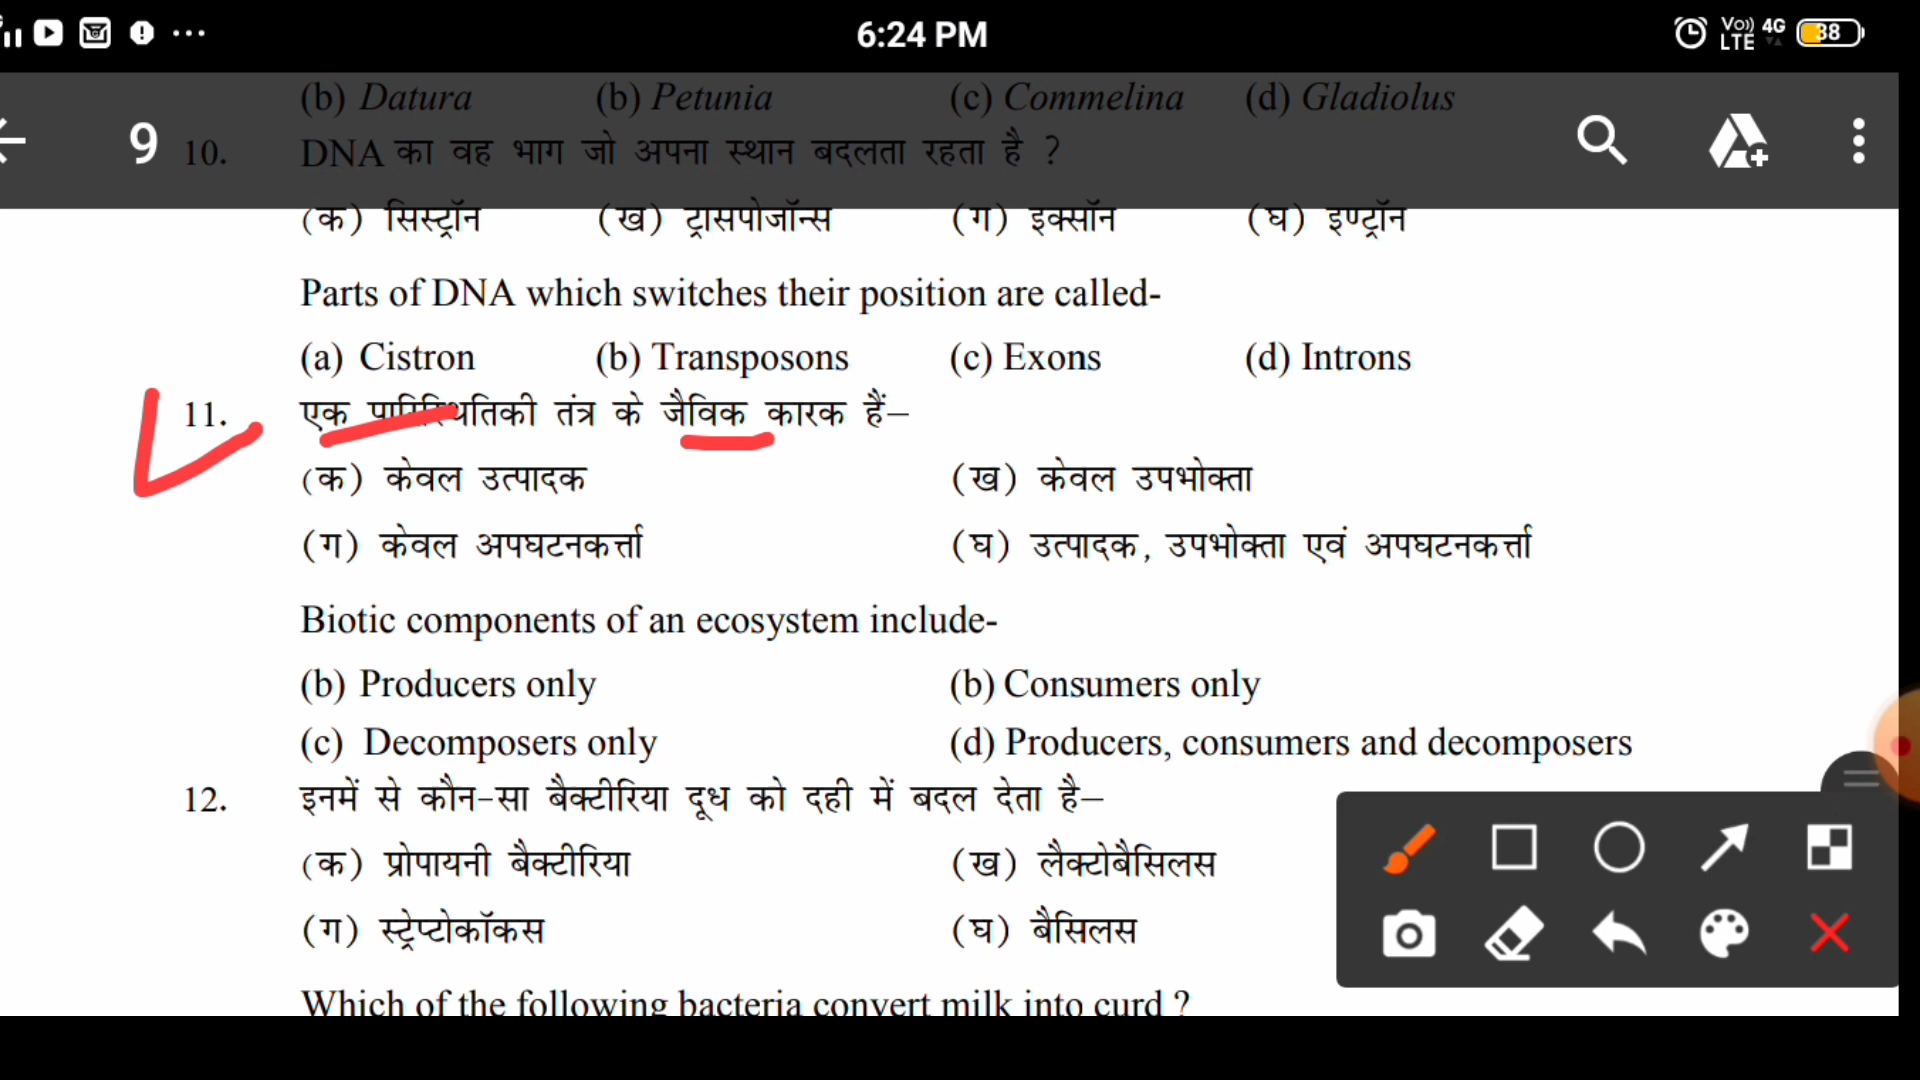 6:24 PM
Vo)) LTE 4G 38
(b) Datura (b) Petunia (c) Commelina (d) Gladiolus
9
10. DNA का वह भाग जो अपना स्थान बदलता रहता है ?
(क) सिस्ट्रॉन (ख) ट्रांसपोजॉन्स (ग) इक्सॉन (घ) इण्ट्रॉन
Parts of DNA which switches their position are called-
(a) Cistron (b) Transposons (c) Exons (d) Introns
11. एक पारिस्थितिकी तंत्र के जैविक कारक हैं–
(क) केवल उत्पादक (ख) केवल उपभोक्ता
(ग) केवल अपघटनकर्त्ता (घ) उत्पादक, उपभोक्ता एवं अपघटनकर्त्ता
Biotic components of an ecosystem include-
(b) Producers only (b) Consumers only
(c) Decomposers only (d) Producers, consumers and decomposers
12. इनमें से कौन-सा बैक्टीरिया दूध को दही में बदल देता है–
(क) प्रोपायनी बैक्टीरिया (ख) लैक्टोबैसिलस
(ग) स्ट्रेप्टोकॉकस (घ) बैसिलस
Which of the following bacteria convert milk into curd ?